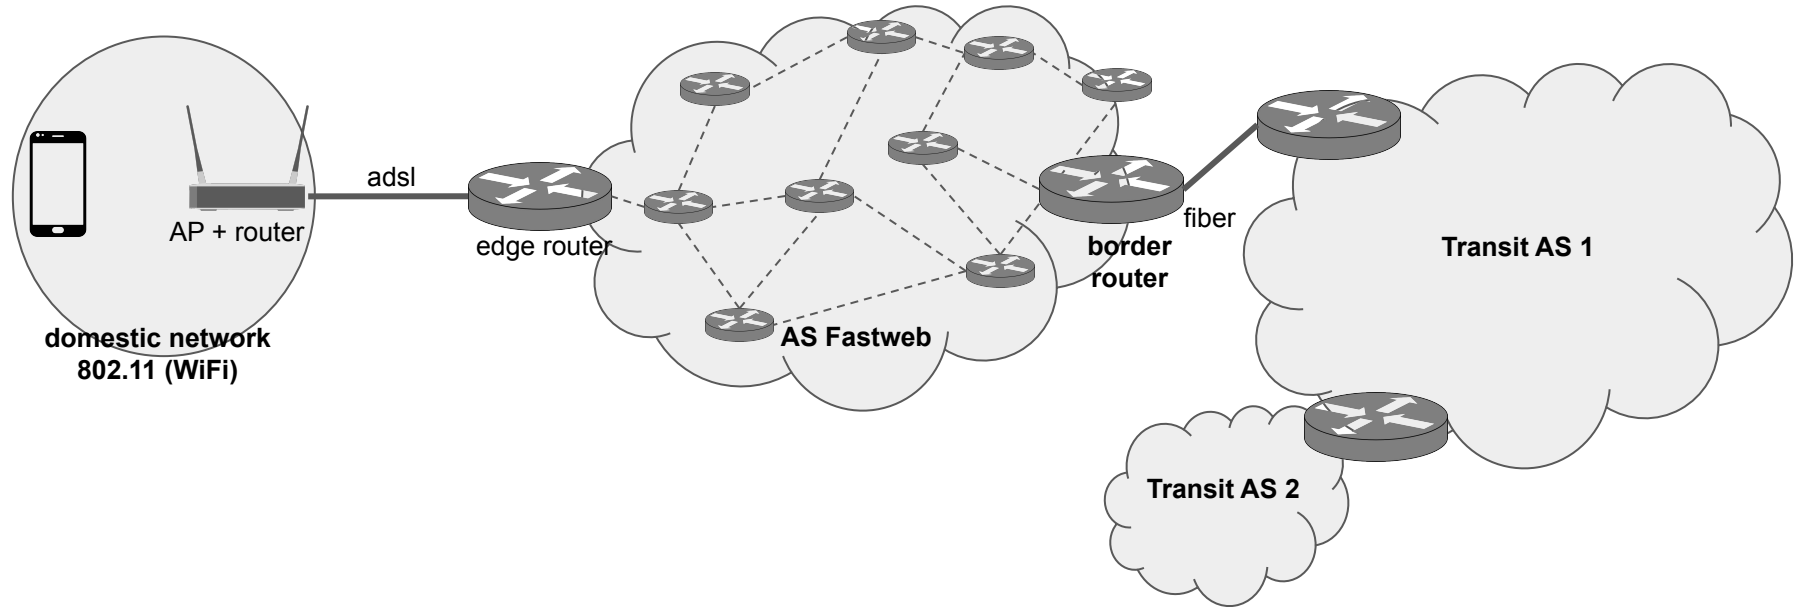 adsl
AP + router
edge router
domestic network
802.11 (WiFi)
AS Fastweb
border
router
fiber
Transit AS 1
Transit AS 2